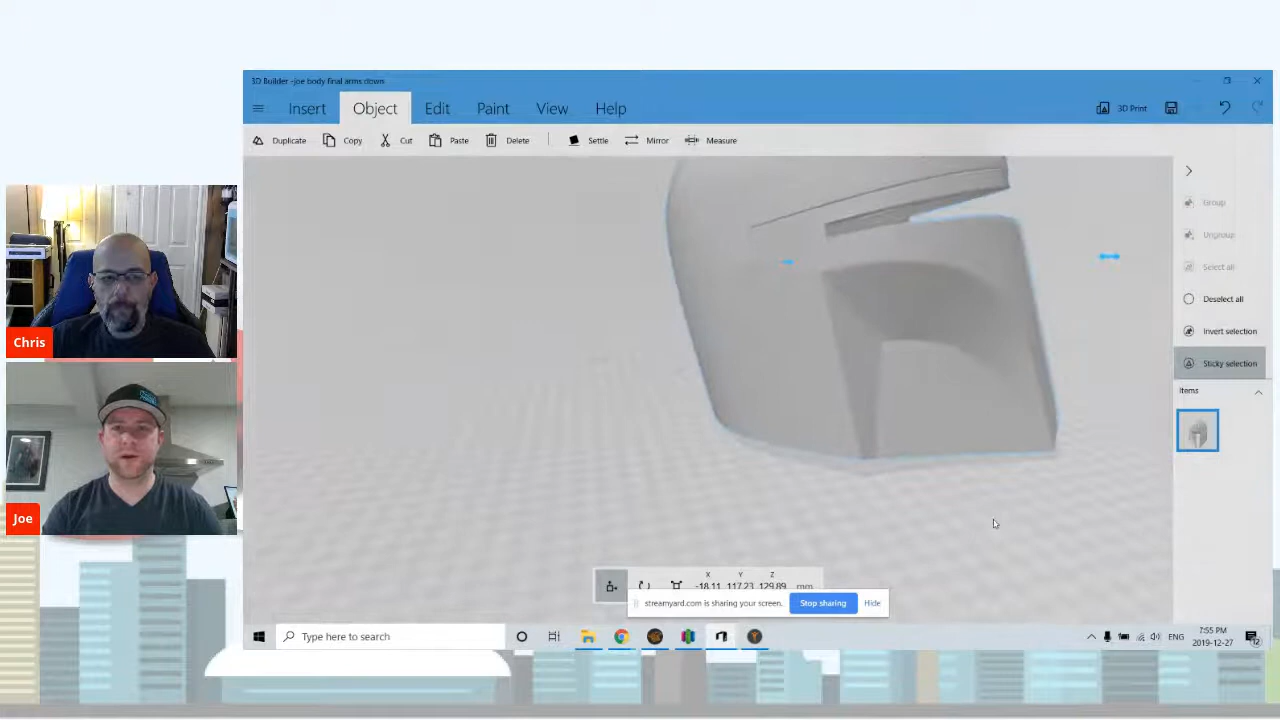 3D Builder -joe body final arms down
Insert Object Edit Paint View Help
3D Print
Duplicate Copy Cut Paste Delete Settle Mirror Measure
Group
Ungroup
Select all
Deselect all
Invert selection
Sticky selection
Items
Chris
Joe
X Y Z
-18.11 117.23 129.89 mm
streamyard.com is sharing your screen. Stop sharing Hide
Type here to search
ENG
7:55 PM
2019-12-27
12